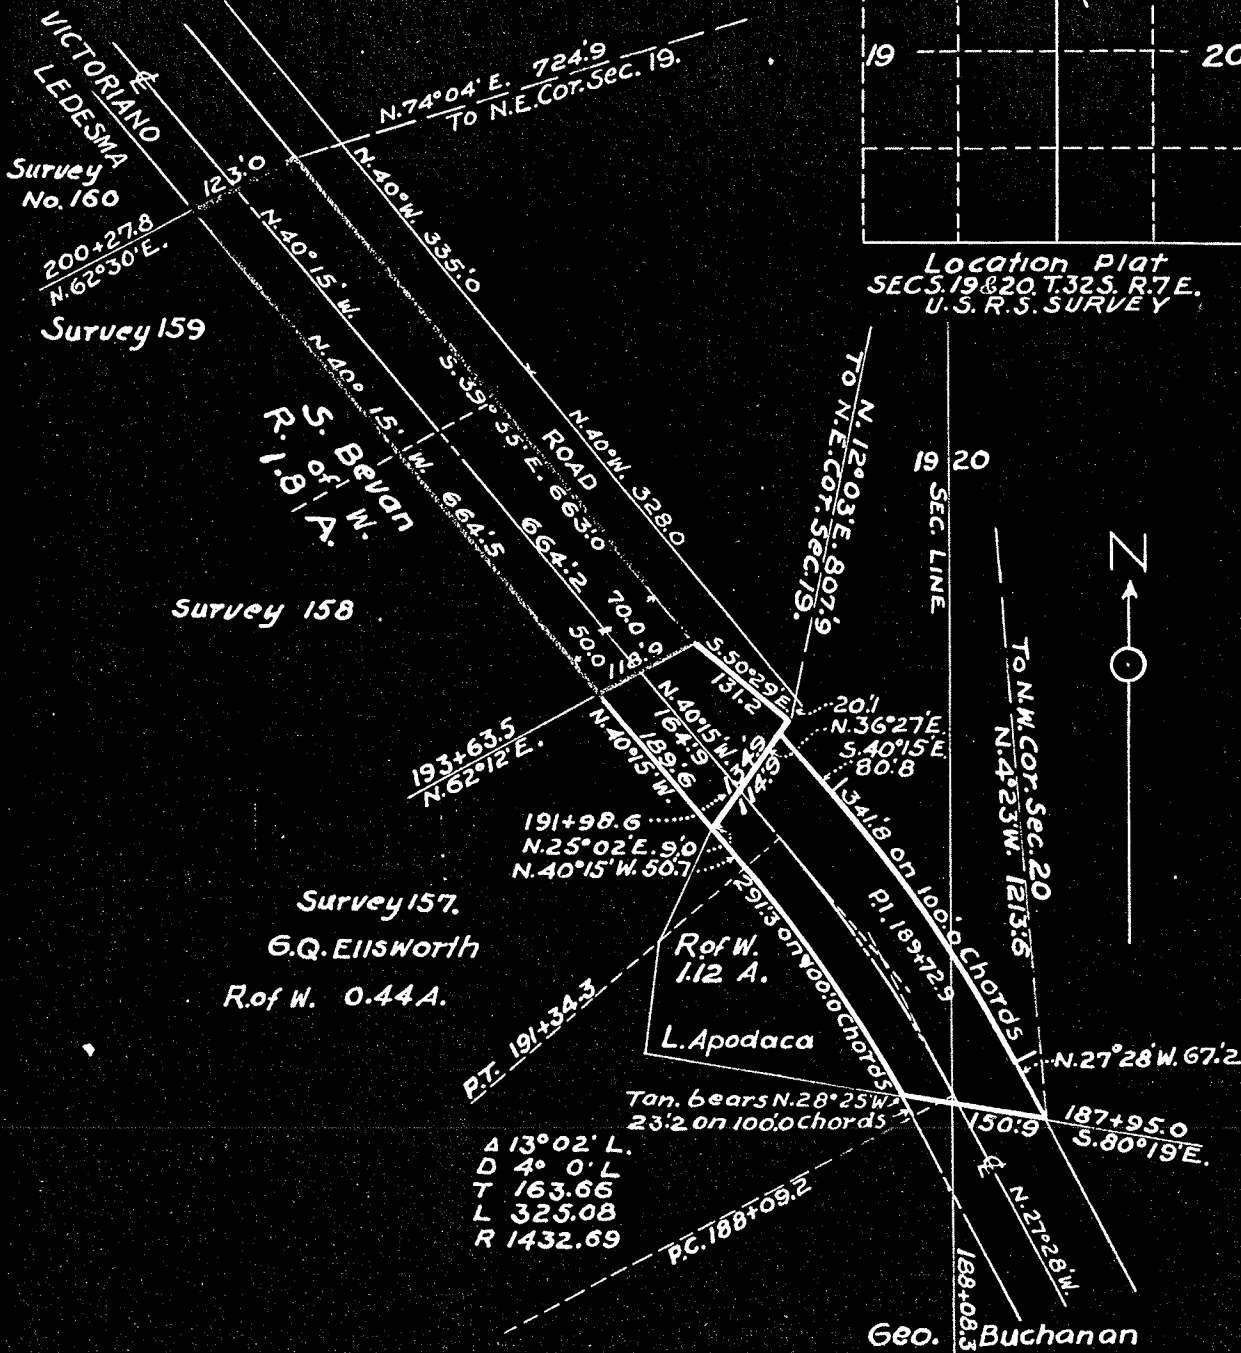 VICTORIANO
LEDESMA
℄
N.74°04'E. 724.'9
To N.E.Cor.Sec.19.
19
20
Location Plat
SECS.19&20.T.32S. R.7E.
U.S.R.S. SURVEY
Survey
No.160
123.'0
200+27.8
N.62°30'E.
Survey 159
N.40°W. 335.'0
N.40°15'W.
N.40° 15' W. 664.'5
S.39°55'E. 663.'0
ROAD
N.40°W. 328.0
S. Bevan
R. of W.
1.81 A.
664.'2
N. 12°03'E. 807.'9
TO N.E.COR.SEC.19.
19 20
SEC. LINE
N
To N.W.Cor.Sec.20
N.4°23'W. 1213.'6
Survey 158
50.0
70.0
118.'9
S.50°29'E.
131.2
20.'1
N.36°27'E.
S.40°15'E.
80.'8
193+63.5
N.62°12'E.
N.40°15'W.
164.'9
189.'6
N.40°15'W.
134.'9
114.'9
191+98.6
N.25°02'E. 9.'0
N.40°15'W. 50.'7
341.'8 on 100.'0 Chords
P.I. 189+72.9
291.'3 on 100.'0 chords
Survey 157.
G.Q. Ellsworth
R.of W. 0.44A.
R of W.
1.12 A.
L. Apodaca
P.T. 191+34.3
N.27°28'W. 67.'2
Tan. bears N.28°25'W
23.'2 on 100.'0 chords
150.'9
187+95.0
S.80°19'E.
Δ 13°02' L.
D 4° 0' L
T 163.66
L 325.08
R 1432.69
P.C. 188+09.2
℄ N.27°28'W.
188+08.3
Geo. Buchanan